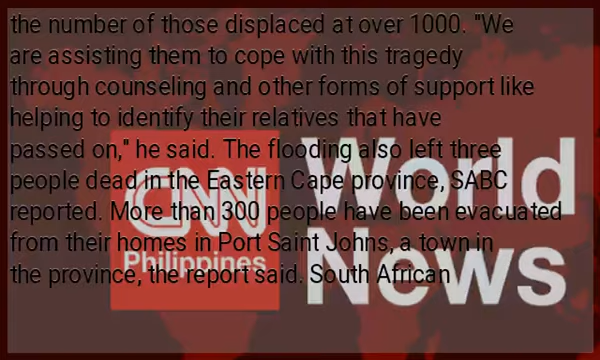 the number of those displaced at over 1000. "We
are assisting them to cope with this tragedy
through counseling and other forms of support like
helping to identify their relatives that have
passed on," he said. The flooding also left three
people dead in the Eastern Cape province, SABC
reported. More than 300 people have been evacuated
from their homes in Port Saint Johns, a town in
the province, the report said. South African
CNN
Philippines
World
News